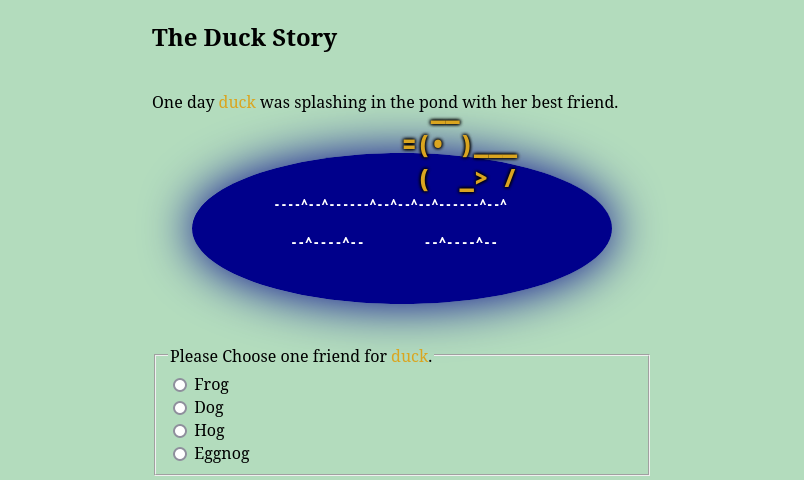 The Duck Story
One day duck was splashing in the pond with her best friend.
__
=(• )___
(  _> /
----^--^------^--^--^--^------^--^
--^----^--        --^----^--
Please Choose one friend for duck.
Frog
Dog
Hog
Eggnog